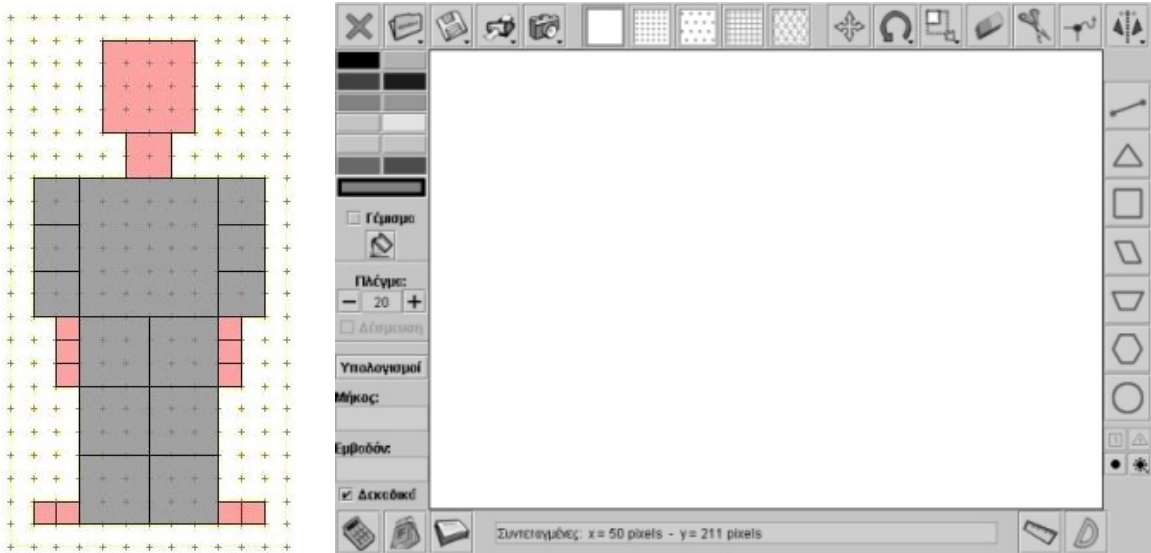 Γέμισμα
Πλέγμα:
20
Δέσμευση
Υπολογισμοί
Μήκος:
Εμβαδόν:
Δεκαδικά
Συντεταγμένες: x = 50 pixels - y = 211 pixels